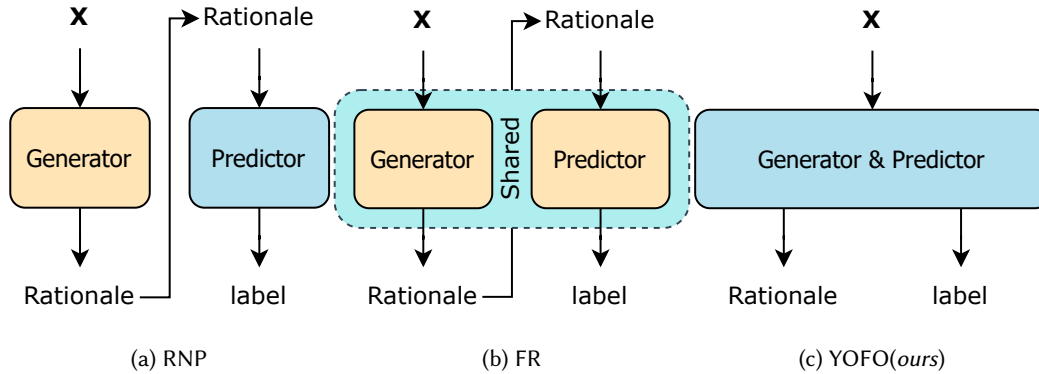 X
Generator
Rationale
Rationale
Predictor
label
(a) RNP
X
Generator
Rationale
Shared
Rationale
Predictor
label
(b) FR
X
Generator & Predictor
Rationale
label
(c) YOFO(ours)